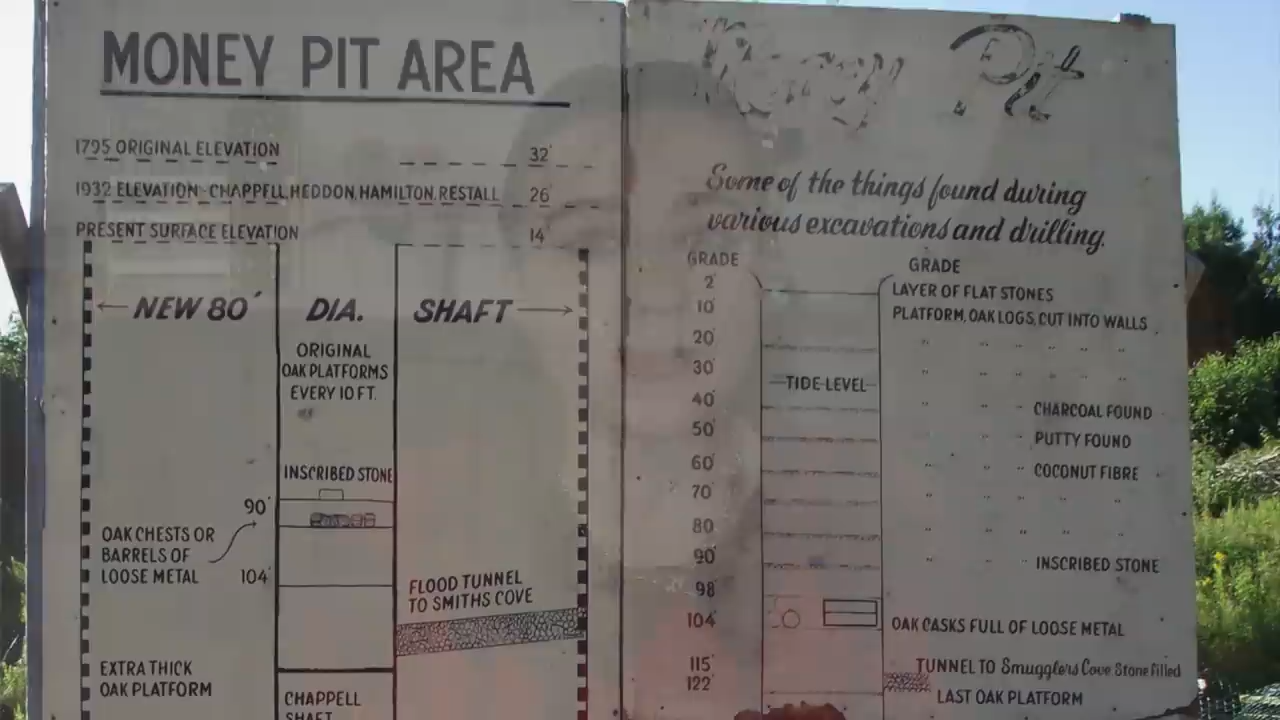 MONEY PIT AREA
1795 ORIGINAL ELEVATION 32'
1932 ELEVATION - CHAPPELL, HEDDON, HAMILTON, RESTALL 26'
PRESENT SURFACE ELEVATION 14'
← NEW 80' DIA. SHAFT →
ORIGINAL
OAK PLATFORMS
EVERY 10 FT.
INSCRIBED STONE
90'
OAK CHESTS OR
BARRELS OF
LOOSE METAL 104'
FLOOD TUNNEL
TO SMITHS COVE
EXTRA THICK
OAK PLATFORM
CHAPPELL
SHAFT
Money Pit
Some of the things found during
various excavations and drilling.
GRADE GRADE
2' LAYER OF FLAT STONES
10' PLATFORM, OAK LOGS, CUT INTO WALLS
20' " " " "
30' " " " "
TIDE LEVEL
40' " " " CHARCOAL FOUND
50' " " " PUTTY FOUND
60' " " " COCONUT FIBRE
70' " " " "
80' " " " "
90' " " " INSCRIBED STONE
98'
104' OAK CASKS FULL OF LOOSE METAL
115' TUNNEL TO Smugglers Cove Stone filled
122' LAST OAK PLATFORM